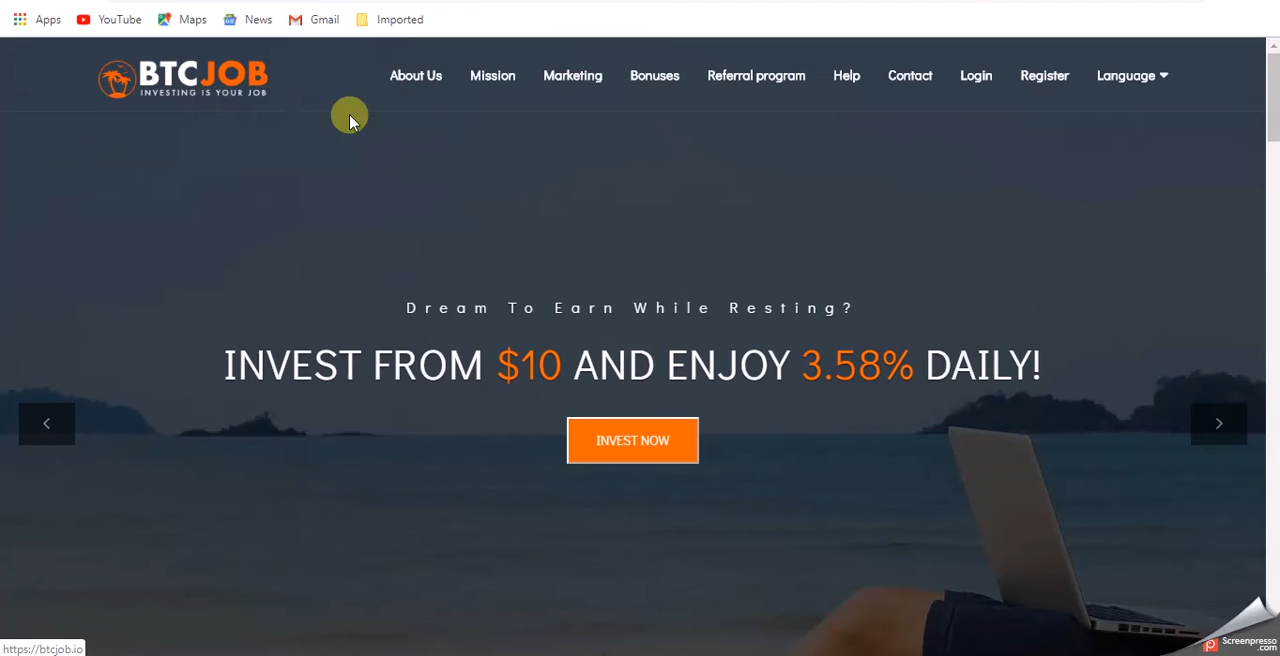 Apps YouTube Maps News Gmail Imported
BTCJOB
INVESTING IS YOUR JOB
About Us Mission Marketing Bonuses Referral program Help Contact Login Register Language
Dream To Earn While Resting?
INVEST FROM $10 AND ENJOY 3.58% DAILY!
INVEST NOW
https://btcjob.io
Screenpresso
.com